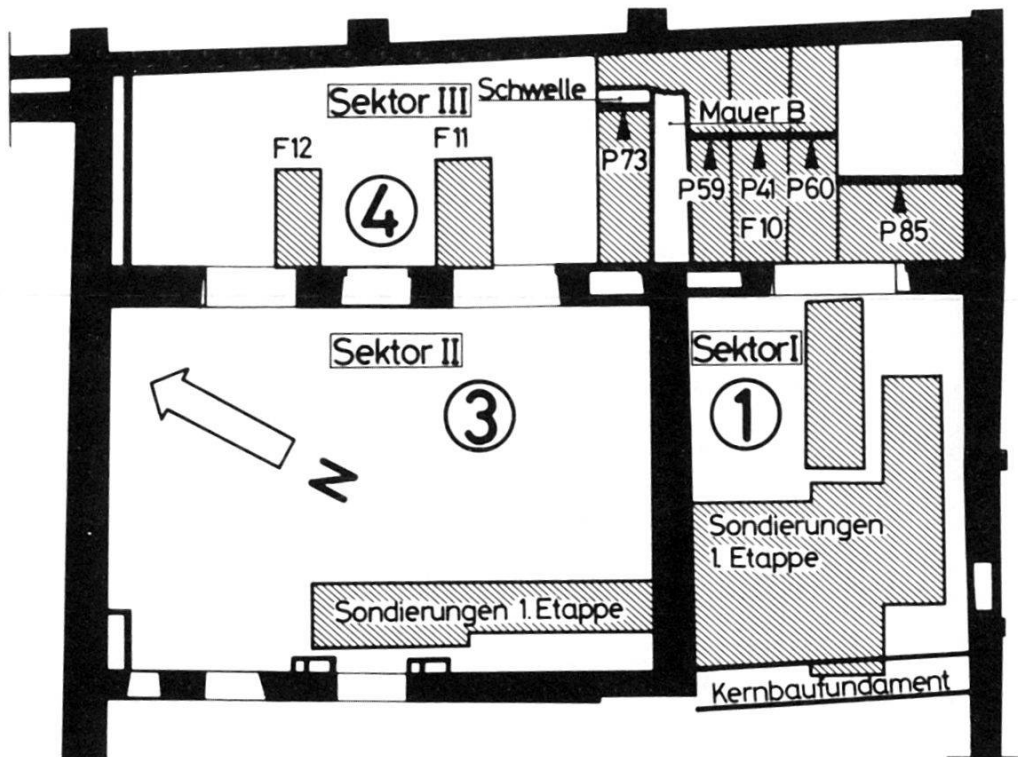 Sektor III
Schwelle
Mauer B
F12
F11
P73
P59
P41
P60
F10
P85
4
Sektor II
Sektor I
3
1
N
Sondierungen
1. Etappe
Sondierungen 1. Etappe
Kernbaufundament